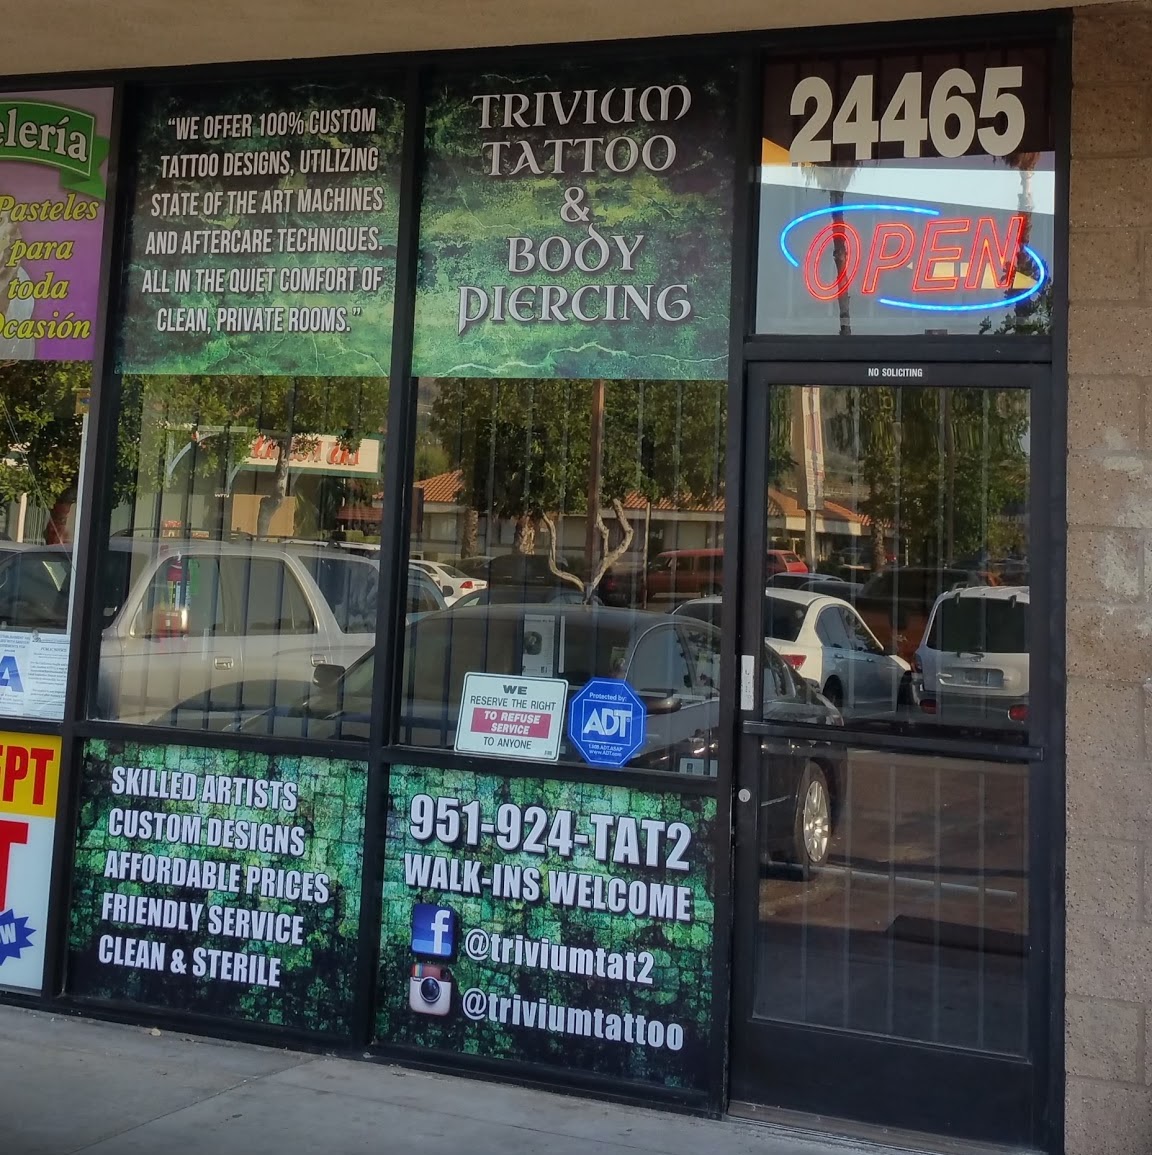 elería
Pasteles
para
toda
Ocasión
"WE OFFER 100% CUSTOM
TATTOO DESIGNS, UTILIZING
STATE OF THE ART MACHINES
AND AFTERCARE TECHNIQUES.
ALL IN THE QUIET COMFORT OF
CLEAN, PRIVATE ROOMS."
TRIVIUM
TATTOO
&
BODY
PIERCING
24465
OPEN
NO SOLICITING
WE
RESERVE THE RIGHT
TO REFUSE
SERVICE
TO ANYONE
Protected by:
ADT
A
EPT
T
W
SKILLED ARTISTS
CUSTOM DESIGNS
AFFORDABLE PRICES
FRIENDLY SERVICE
CLEAN & STERILE
951-924-TAT2
WALK-INS WELCOME
f @triviumtat2
@triviumtattoo